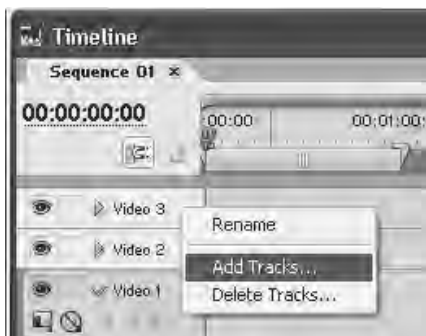 Timeline
Sequence 01 ×
00:00:00:00
00:00
00:01:00:
Video 3
Video 2
Video 1
Rename
Add Tracks...
Delete Tracks...